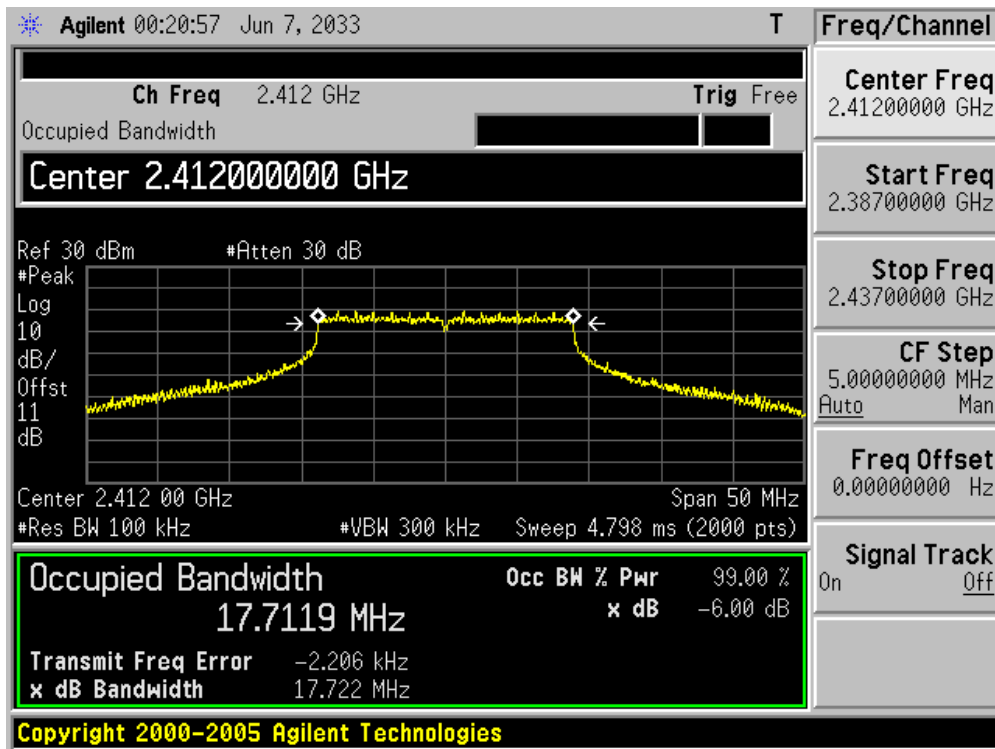 Agilent 00:20:57 Jun 7, 2033 T
Ch Freq 2.412 GHz Trig Free
Occupied Bandwidth
Center 2.412000000 GHz
Ref 30 dBm #Atten 30 dB
#Peak
Log
10
dB/
Offst
11
dB
Center 2.412 00 GHz Span 50 MHz
#Res BW 100 kHz #VBW 300 kHz Sweep 4.798 ms (2000 pts)
Occupied Bandwidth
17.7119 MHz
Occ BW % Pwr 99.00 %
x dB -6.00 dB
Transmit Freq Error -2.206 kHz
x dB Bandwidth 17.722 MHz
Copyright 2000-2005 Agilent Technologies
Freq/Channel
Center Freq
2.41200000 GHz
Start Freq
2.38700000 GHz
Stop Freq
2.43700000 GHz
CF Step
5.00000000 MHz
Auto Man
Freq Offset
0.00000000 Hz
Signal Track
On Off